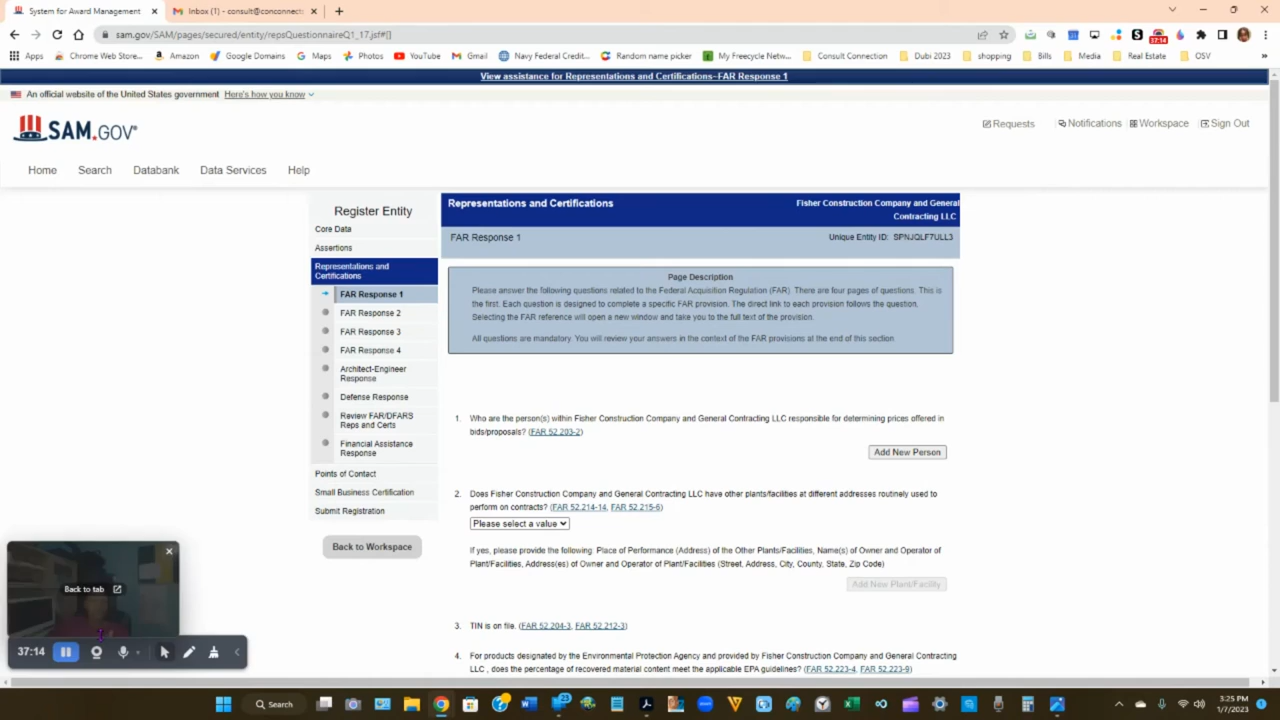 System for Award Management
Inbox (1) - consult@conconnects
sam.gov/SAM/pages/secured/entity/repsQuestionnaireQ1_17.jsf#[]
37:14
Apps
Chrome Web Store...
Amazon
Google Domains
Maps
Photos
YouTube
Gmail
Navy Federal Credit...
Random name picker
My Freecycle Netw...
Consult Connection
Dubi 2023
shopping
Bills
Media
Real Estate
OSV
View assistance for Representations and Certifications-FAR Response 1
An official website of the United States government Here's how you know
SAM.GOV®
Requests
Notifications
Workspace
Sign Out
Home
Search
Databank
Data Services
Help
Register Entity
Core Data
Assertions
Representations and
Certifications
FAR Response 1
FAR Response 2
FAR Response 3
FAR Response 4
Architect-Engineer
Response
Defense Response
Review FAR/DFARS
Reps and Certs
Financial Assistance
Response
Points of Contact
Small Business Certification
Submit Registration
Back to Workspace
Representations and Certifications
Fisher Construction Company and General
Contracting LLC
FAR Response 1
Unique Entity ID: SPNJQLF7ULL3
Page Description
Please answer the following questions related to the Federal Acquisition Regulation (FAR). There are four pages of questions. This is
the first. Each question is designed to complete a specific FAR provision. The direct link to each provision follows the question.
Selecting the FAR reference will open a new window and take you to the full text of the provision.
All questions are mandatory. You will review your answers in the context of the FAR provisions at the end of this section.
1. Who are the person(s) within Fisher Construction Company and General Contracting LLC responsible for determining prices offered in
bids/proposals? (FAR 52.203-2)
Add New Person
2. Does Fisher Construction Company and General Contracting LLC have other plants/facilities at different addresses routinely used to
perform on contracts? (FAR 52.214-14, FAR 52.215-6)
Please select a value
If yes, please provide the following: Place of Performance (Address) of the Other Plants/Facilities, Name(s) of Owner and Operator of
Plant/Facilities, Address(es) of Owner and Operator of Plant/Facilities (Street, Address, City, County, State, Zip Code)
Add New Plant/Facility
3. TIN is on file. (FAR 52.204-3, FAR 52.212-3)
4. For products designated by the Environmental Protection Agency and provided by Fisher Construction Company and General Contracting
LLC , does the percentage of recovered material content meet the applicable EPA guidelines? (FAR 52.223-4, FAR 52.223-9)
Back to tab
37:14
Search
23
3:25 PM
1/7/2023